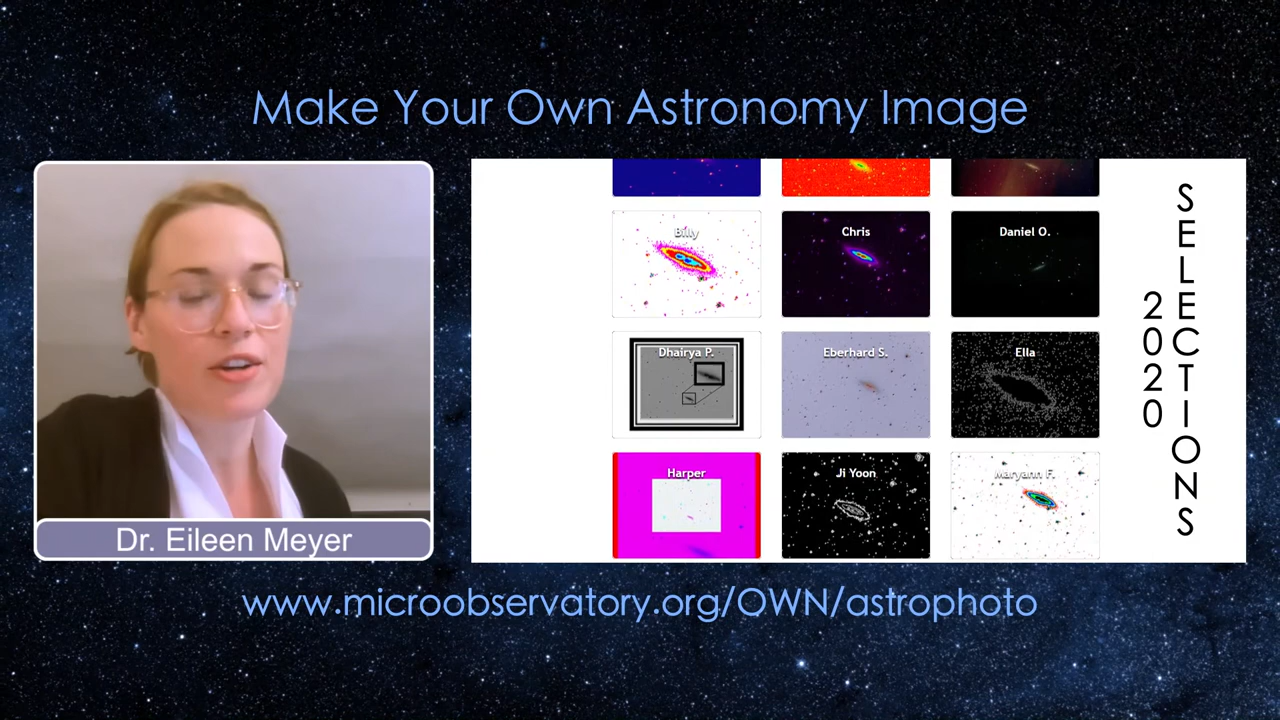 Make Your Own Astronomy Image
Billy
Chris
Daniel O.
Dhairya P.
Eberhard S.
Ella
Harper
Ji Yoon
Maryann F.
2020
SELECTIONS
Dr. Eileen Meyer
www.microobservatory.org/OWN/astrophoto